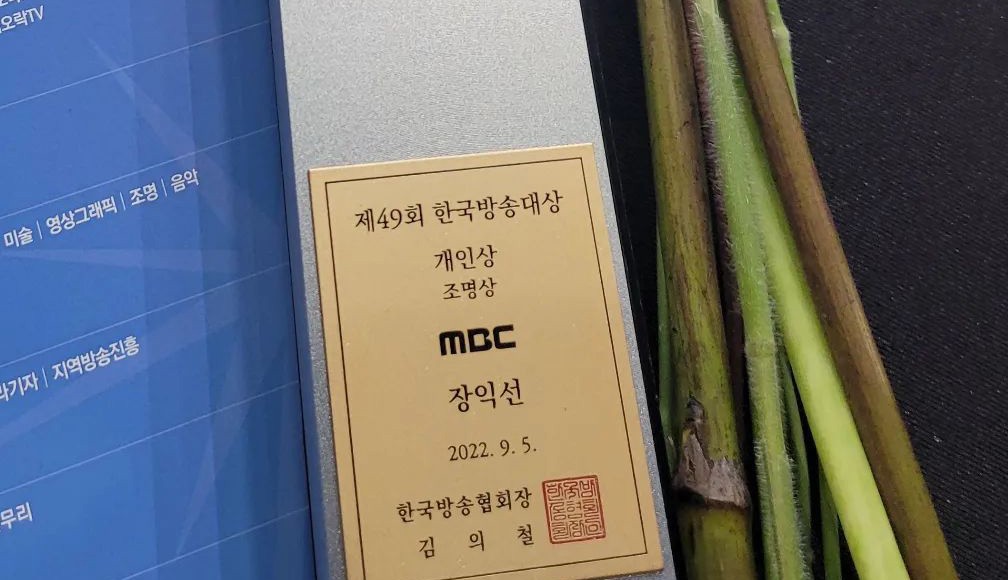 오락TV
미술 | 영상그래픽 | 조명 | 음악
과기자 | 지역방송진흥
무리
제49회 한국방송대상
개인상
조명상
MBC
장익선
2022. 9. 5.
한국방송협회장
김 의 철